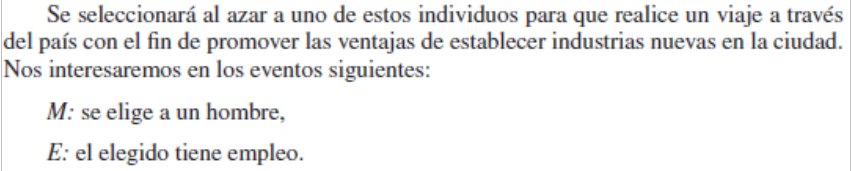 Se seleccionará al azar a uno de estos individuos para que realice un viaje a través
del país con el fin de promover las ventajas de establecer industrias nuevas en la ciudad.
Nos interesaremos en los eventos siguientes:
M: se elige a un hombre,
E: el elegido tiene empleo.